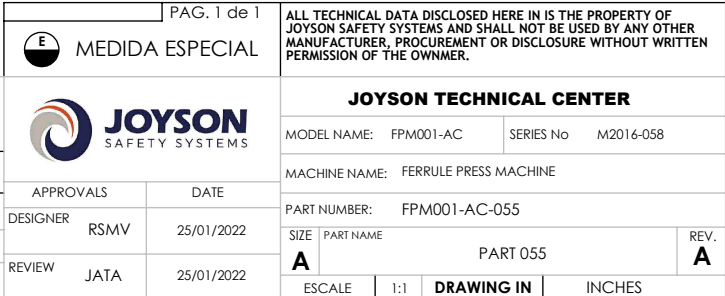 PAG. 1 de 1
E
MEDIDA ESPECIAL
ALL TECHNICAL DATA DISCLOSED HERE IN IS THE PROPERTY OF
JOYSON SAFETY SYSTEMS AND SHALL NOT BE USED BY ANY OTHER
MANUFACTURER, PROCUREMENT OR DISCLOSURE WITHOUT WRITTEN
PERMISSION OF THE OWNMER.
JOYSON
SAFETY SYSTEMS
APPROVALS DATE
DESIGNER RSMV 25/01/2022
REVIEW JATA 25/01/2022
JOYSON TECHNICAL CENTER
MODEL NAME: FPM001-AC SERIES No M2016-058
MACHINE NAME: FERRULE PRESS MACHINE
PART NUMBER: FPM001-AC-055
SIZE PART NAME REV.
A PART 055 A
ESCALE 1:1 DRAWING IN INCHES